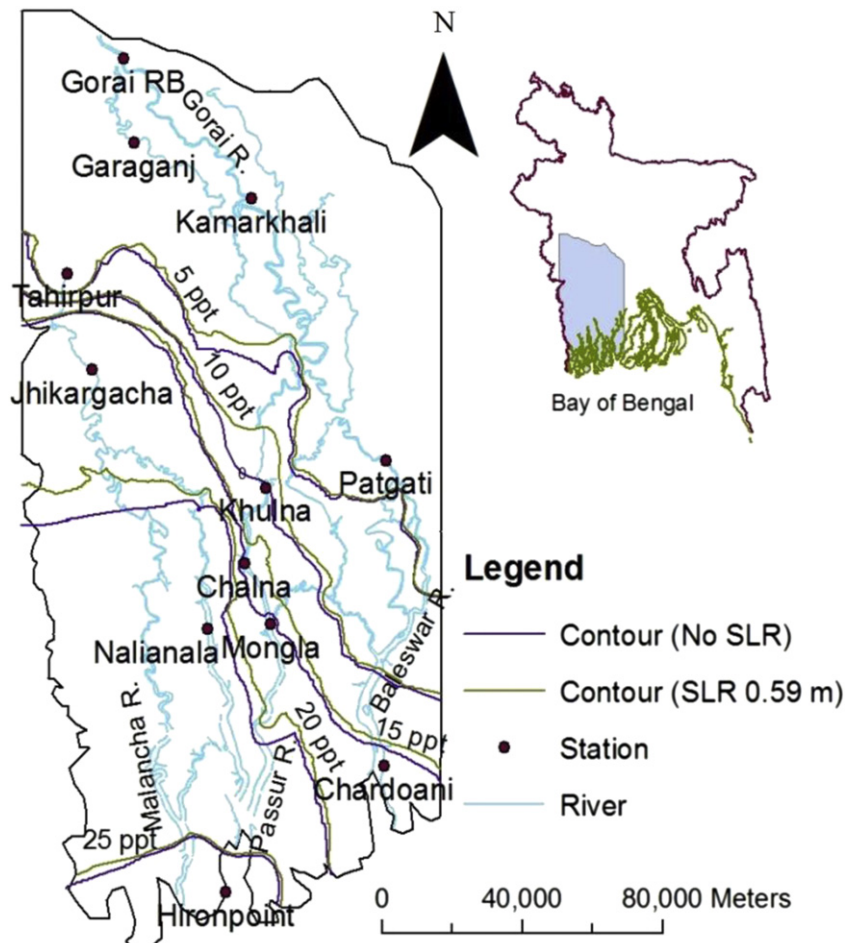 N
Gorai RB
Gorai R.
Garaganj
Kamarkhali
Tahirpur
5 ppt
10 ppt
Jhikargacha
Bay of Bengal
Patgati
Khulna
Chalna
Nalianala
Mongla
Baleswar R.
Malancha R.
20 ppt
15 ppt
Passur R.
Chardoani
25 ppt
Hironpoint
Legend
Contour (No SLR)
Contour (SLR 0.59 m)
Station
River
0 40,000 80,000 Meters